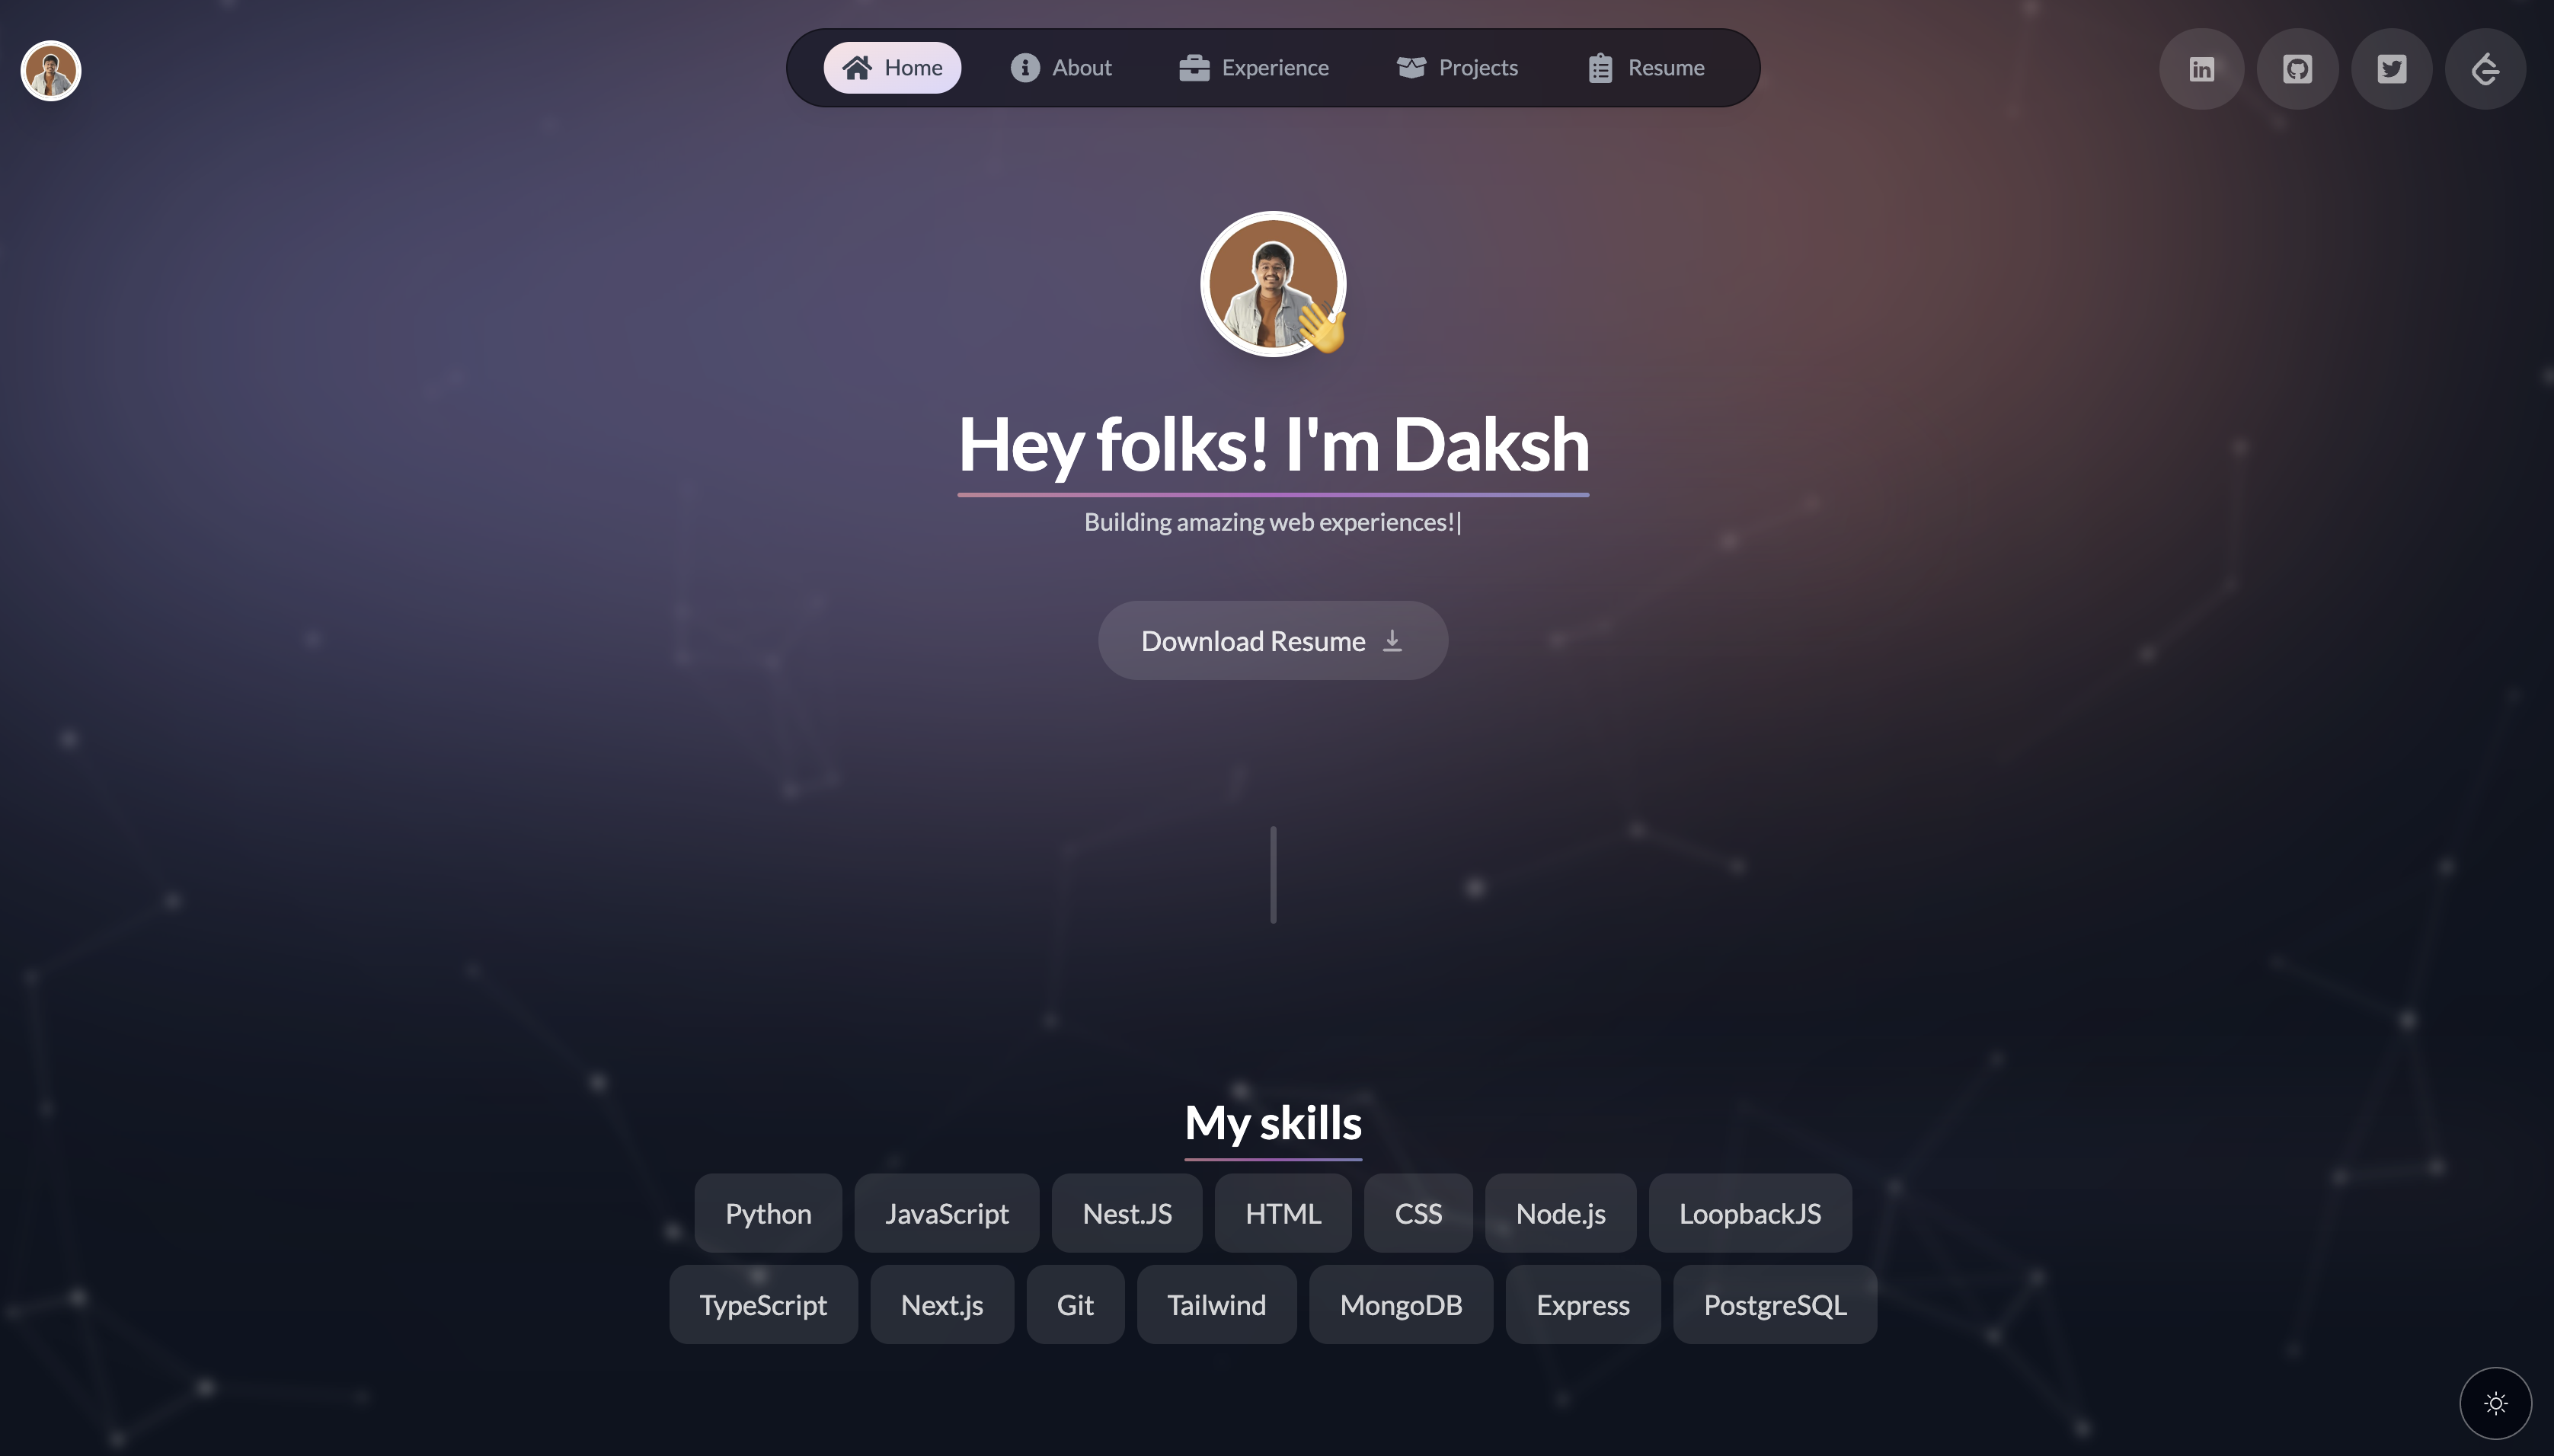 Home About Experience Projects Resume
Hey folks! I'm Daksh
Building amazing web experiences!|
Download Resume
My skills
Python JavaScript Nest.JS HTML CSS Node.js LoopbackJS
TypeScript Next.js Git Tailwind MongoDB Express PostgreSQL